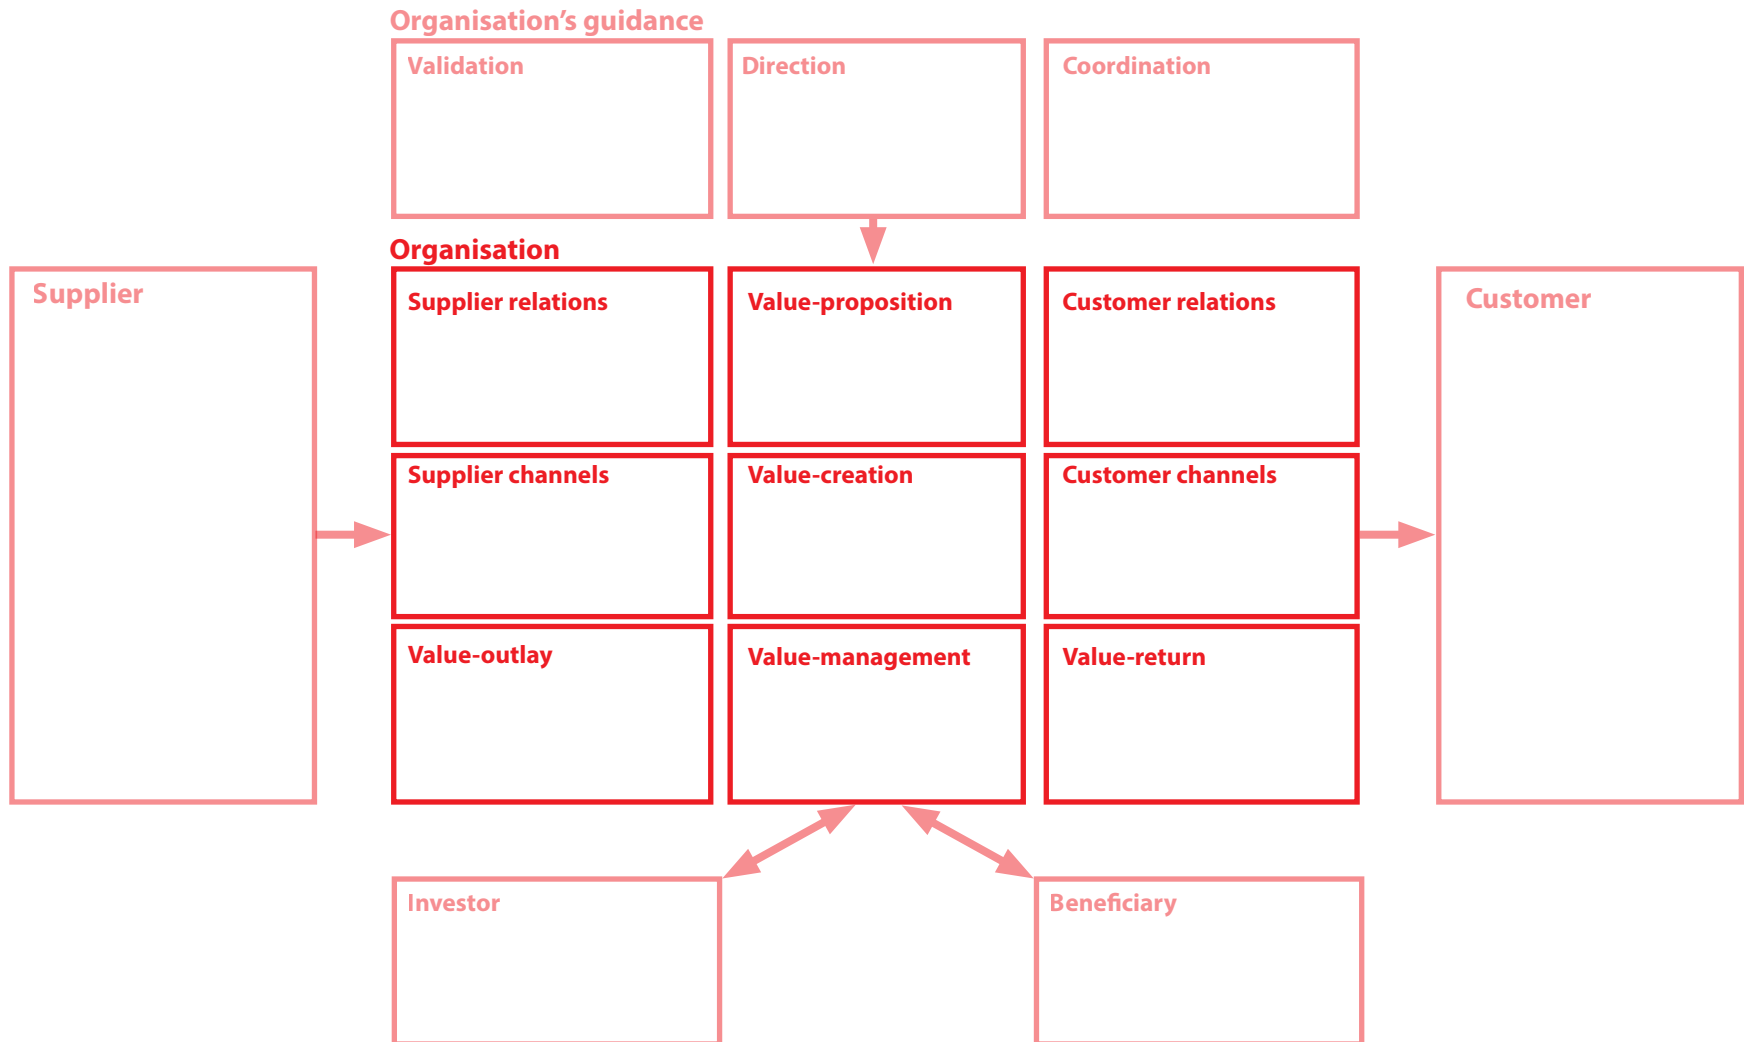 Organisation’s guidance
Validation
Direction
Coordination
Organisation
Supplier
Supplier relations
Value-proposition
Customer relations
Customer
Supplier channels
Value-creation
Customer channels
Value-outlay
Value-management
Value-return
Investor
Beneficiary